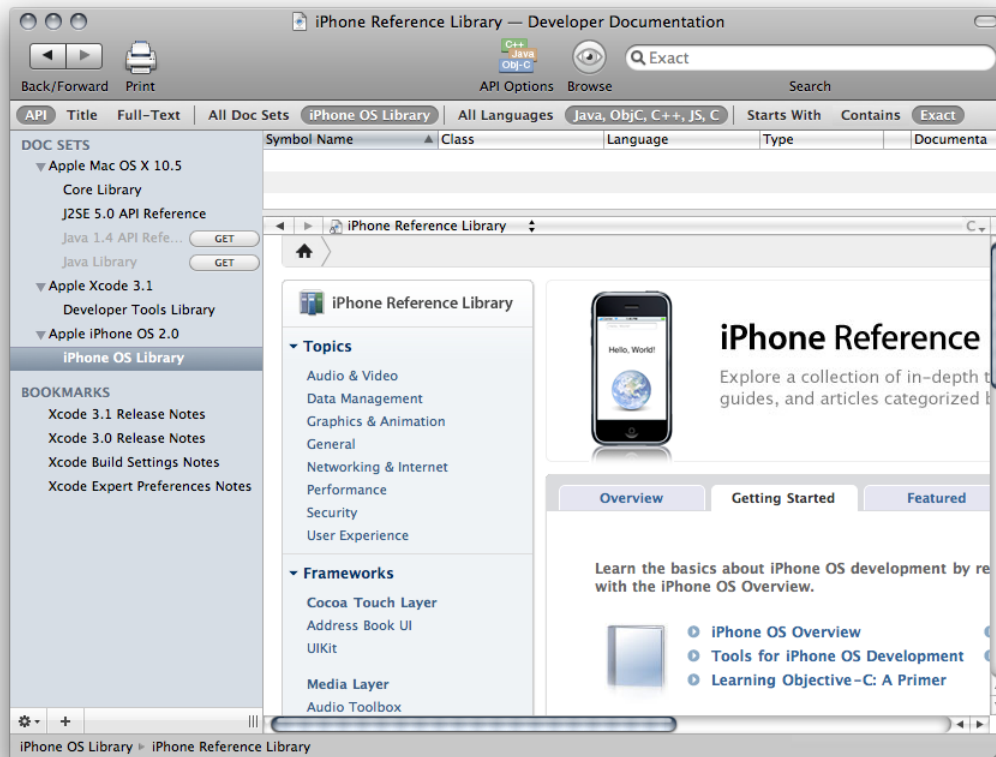 iPhone Reference Library — Developer Documentation
C++
Java
Obj-C
Exact
Back/Forward Print API Options Browse Search
API Title Full-Text All Doc Sets iPhone OS Library All Languages Java, ObjC, C++, JS, C Starts With Contains Exact
Symbol Name Class Language Type Documenta
DOC SETS
Apple Mac OS X 10.5
Core Library
J2SE 5.0 API Reference
Java 1.4 API Refe... GET
Java Library GET
Apple Xcode 3.1
Developer Tools Library
Apple iPhone OS 2.0
iPhone OS Library
BOOKMARKS
Xcode 3.1 Release Notes
Xcode 3.0 Release Notes
Xcode Build Settings Notes
Xcode Expert Preferences Notes
iPhone Reference Library C
iPhone Reference Library
Topics
Audio & Video
Data Management
Graphics & Animation
General
Networking & Internet
Performance
Security
User Experience
Frameworks
Cocoa Touch Layer
Address Book UI
UIKit
Media Layer
Audio Toolbox
Hello, World!
iPhone Reference
Explore a collection of in-depth t
guides, and articles categorized b
Overview Getting Started Featured
Learn the basics about iPhone OS development by re
with the iPhone OS Overview.
iPhone OS Overview
Tools for iPhone OS Development
Learning Objective-C: A Primer
iPhone OS Library iPhone Reference Library